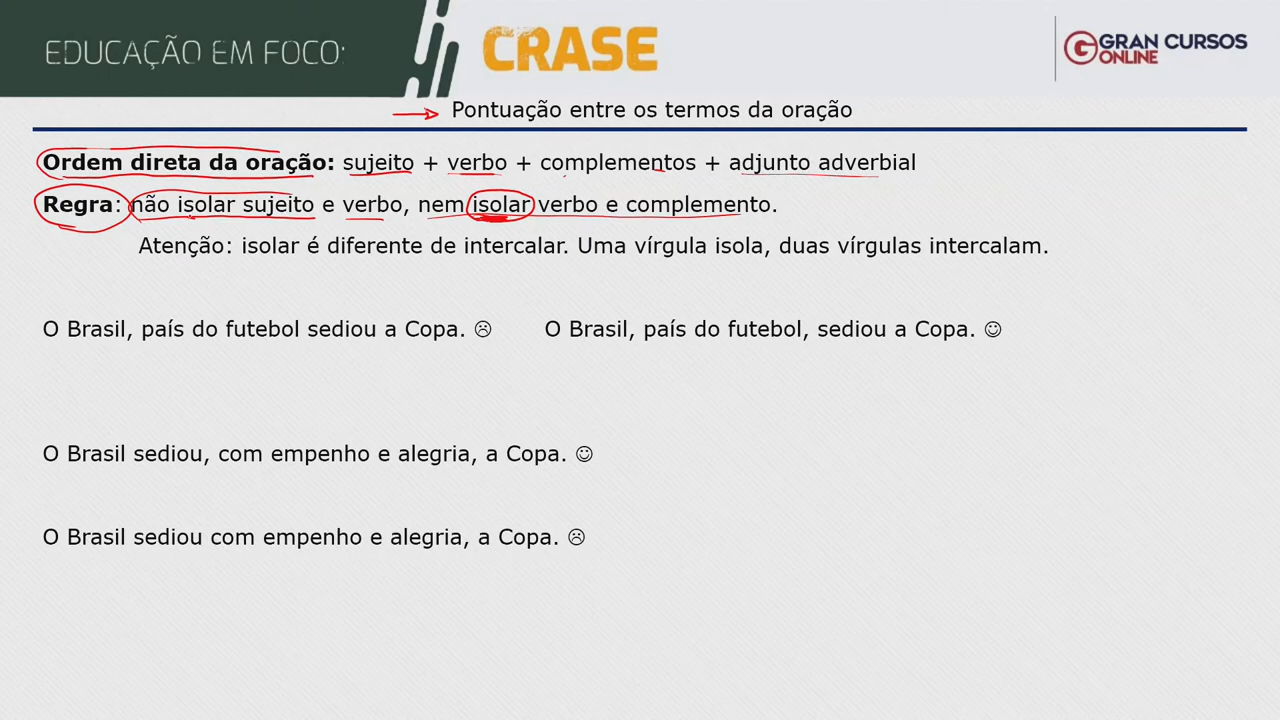 EDUCAÇÃO EM FOCO:
CRASE
GRAN CURSOS
ONLINE
Pontuação entre os termos da oração
Ordem direta da oração: sujeito + verbo + complementos + adjunto adverbial
Regra: não isolar sujeito e verbo, nem isolar verbo e complemento.
Atenção: isolar é diferente de intercalar. Uma vírgula isola, duas vírgulas intercalam.
O Brasil, país do futebol sediou a Copa. ☹ O Brasil, país do futebol, sediou a Copa. ☺
O Brasil sediou, com empenho e alegria, a Copa. ☺
O Brasil sediou com empenho e alegria, a Copa. ☹